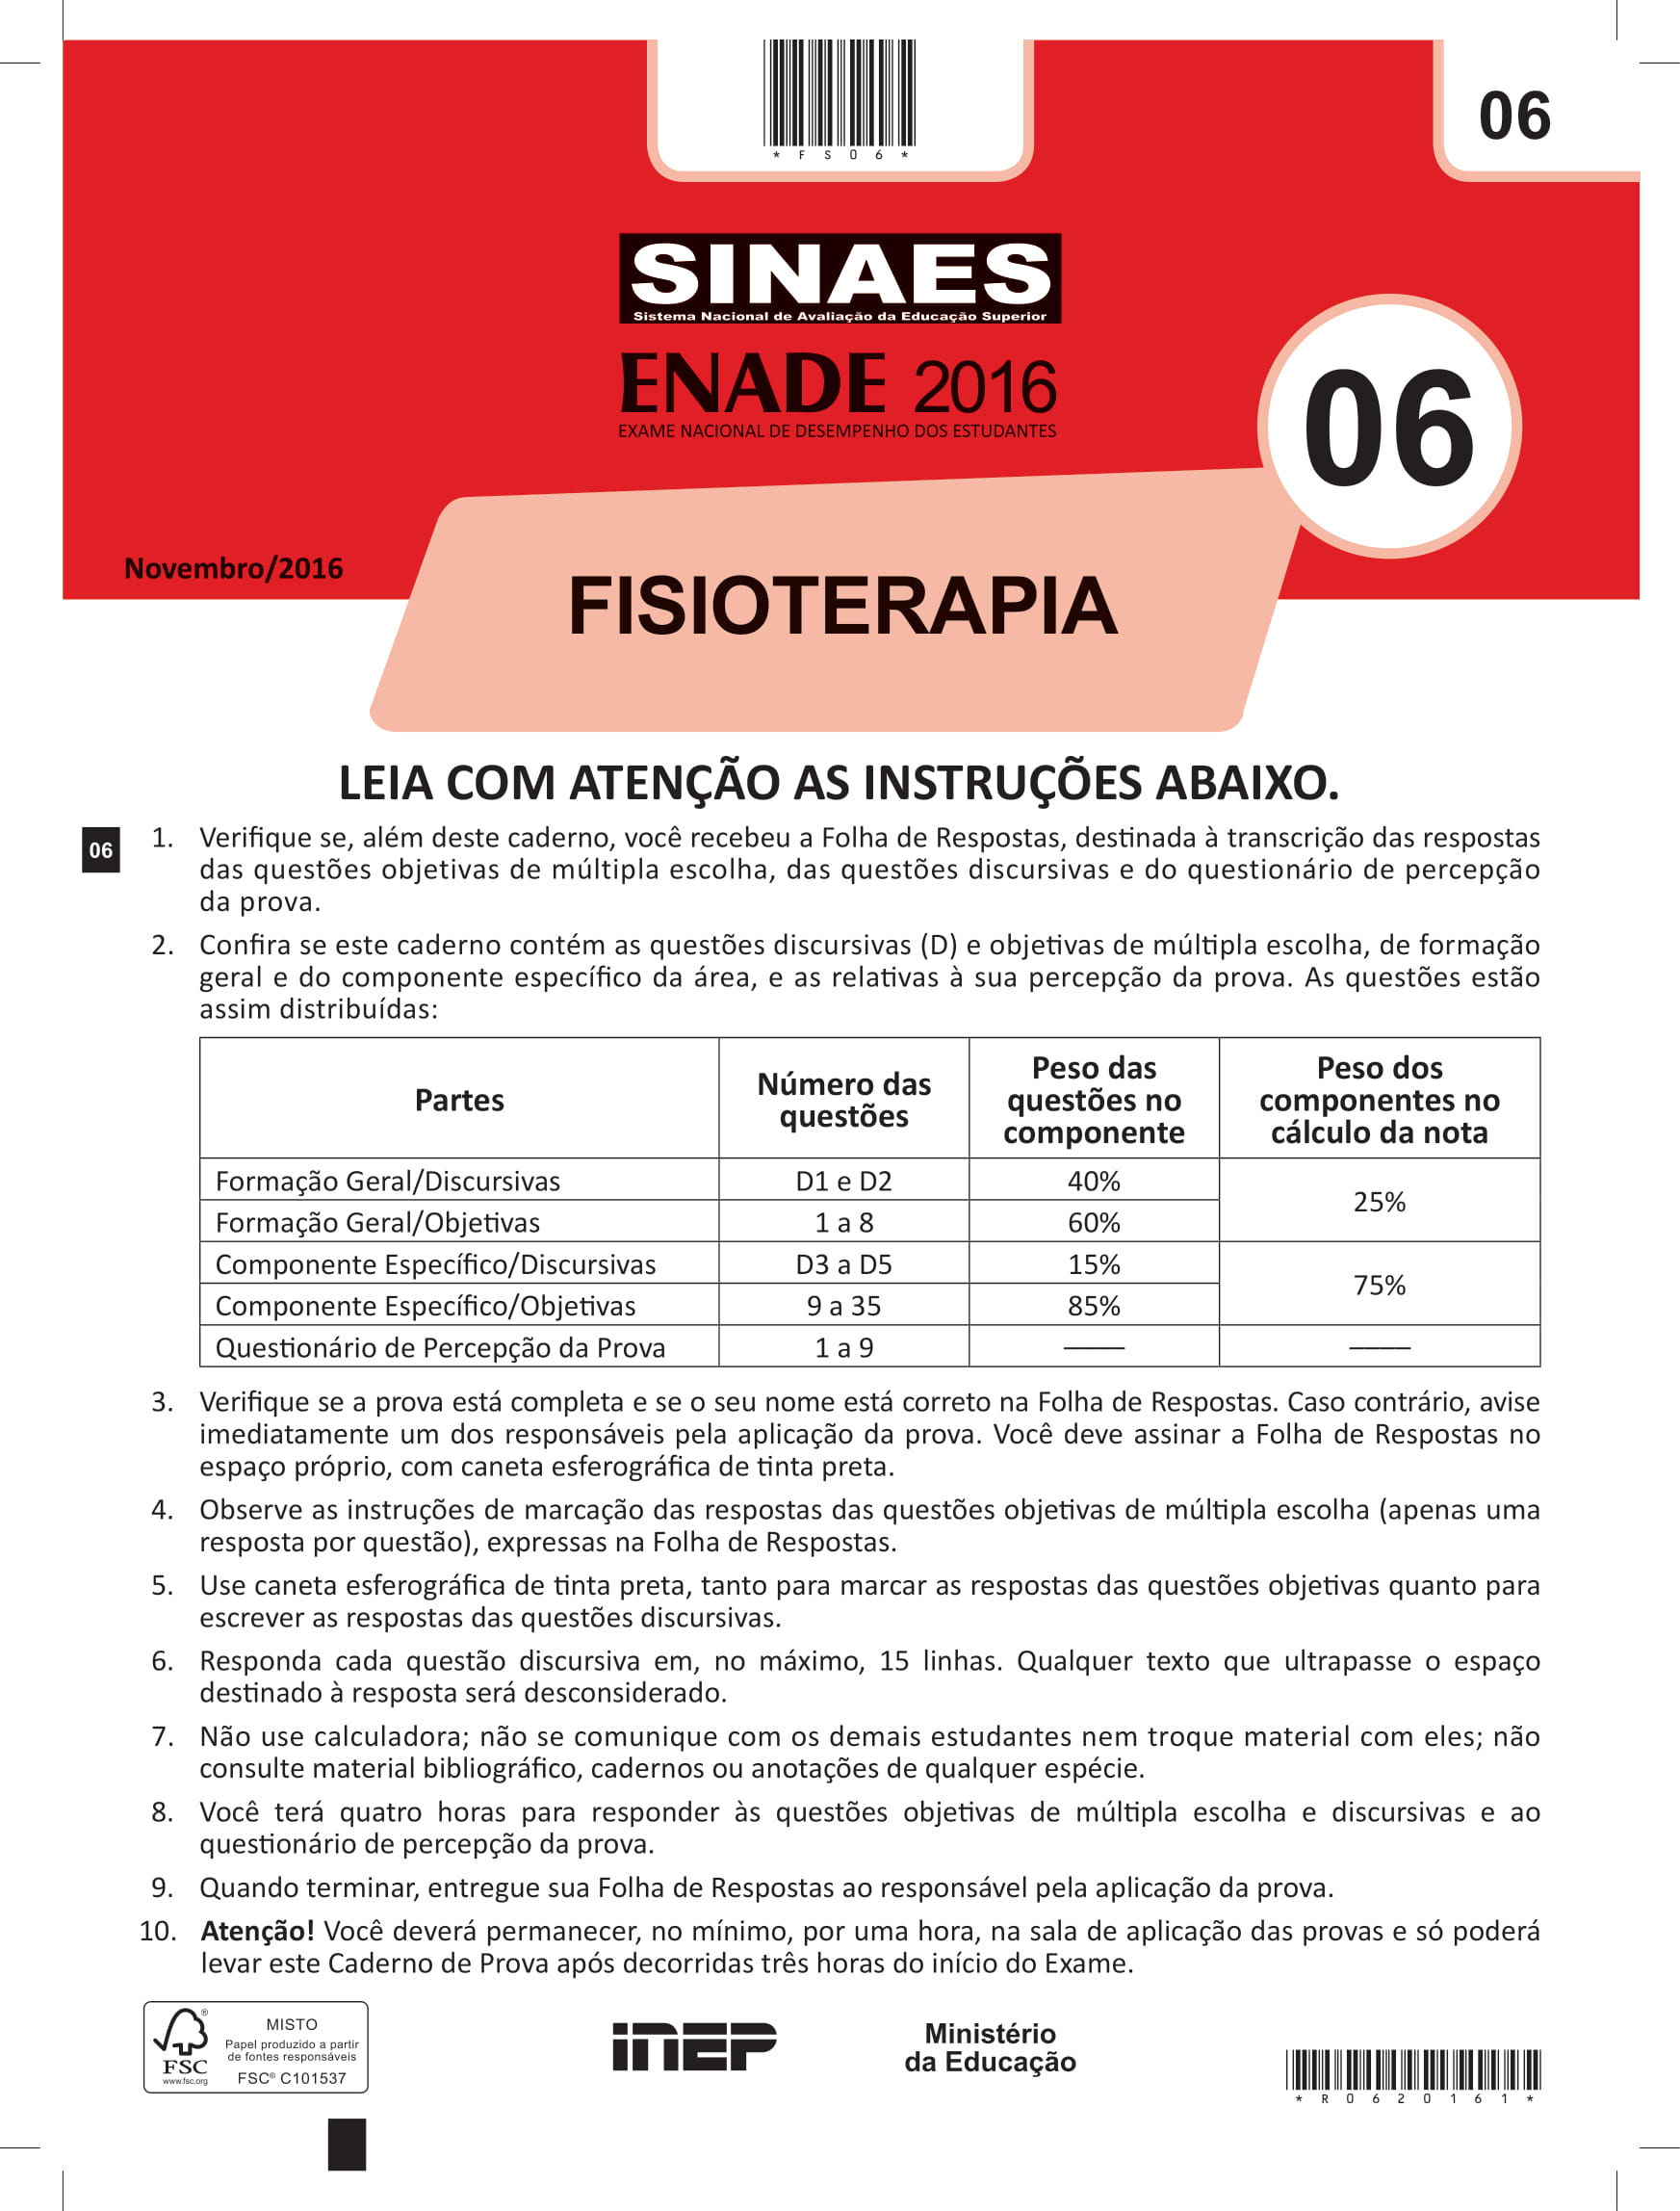 *FS06*
06
SINAES
Sistema Nacional de Avaliação da Educação Superior
ENADE 2016
EXAME NACIONAL DE DESEMPENHO DOS ESTUDANTES
06
Novembro/2016
FISIOTERAPIA
LEIA COM ATENÇÃO AS INSTRUÇÕES ABAIXO.
06
1. Verifique se, além deste caderno, você recebeu a Folha de Respostas, destinada à transcrição das respostas
das questões objetivas de múltipla escolha, das questões discursivas e do questionário de percepção
da prova.
2. Confira se este caderno contém as questões discursivas (D) e objetivas de múltipla escolha, de formação
geral e do componente específico da área, e as relativas à sua percepção da prova. As questões estão
assim distribuídas:
Partes
Número das
questões
Peso das
questões no
componente
Peso dos
componentes no
cálculo da nota
Formação Geral/Discursivas D1 e D2 40%
25%
Formação Geral/Objetivas 1 a 8 60%
Componente Específico/Discursivas D3 a D5 15%
75%
Componente Específico/Objetivas 9 a 35 85%
Questionário de Percepção da Prova 1 a 9 —— ——
3. Verifique se a prova está completa e se o seu nome está correto na Folha de Respostas. Caso contrário, avise
imediatamente um dos responsáveis pela aplicação da prova. Você deve assinar a Folha de Respostas no
espaço próprio, com caneta esferográfica de tinta preta.
4. Observe as instruções de marcação das respostas das questões objetivas de múltipla escolha (apenas uma
resposta por questão), expressas na Folha de Respostas.
5. Use caneta esferográfica de tinta preta, tanto para marcar as respostas das questões objetivas quanto para
escrever as respostas das questões discursivas.
6. Responda cada questão discursiva em, no máximo, 15 linhas. Qualquer texto que ultrapasse o espaço
destinado à resposta será desconsiderado.
7. Não use calculadora; não se comunique com os demais estudantes nem troque material com eles; não
consulte material bibliográfico, cadernos ou anotações de qualquer espécie.
8. Você terá quatro horas para responder às questões objetivas de múltipla escolha e discursivas e ao
questionário de percepção da prova.
9. Quando terminar, entregue sua Folha de Respostas ao responsável pela aplicação da prova.
10. Atenção! Você deverá permanecer, no mínimo, por uma hora, na sala de aplicação das provas e só poderá
levar este Caderno de Prova após decorridas três horas do início do Exame.
®
FSC
www.fsc.org
MISTO
Papel produzido a partir
de fontes responsáveis
FSC® C101537
INEP
Ministério
da Educação
*R0620161*